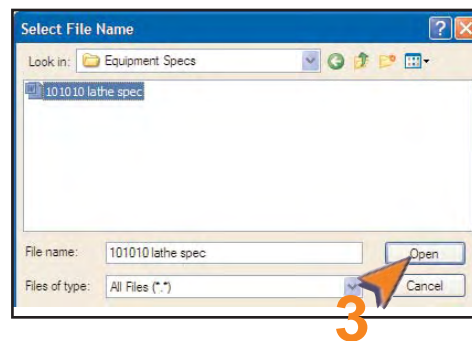 Select File Name
Look in: Equipment Specs
101010 lathe spec
File name: 101010 lathe spec Open
Files of type: All Files (*.*) Cancel
3